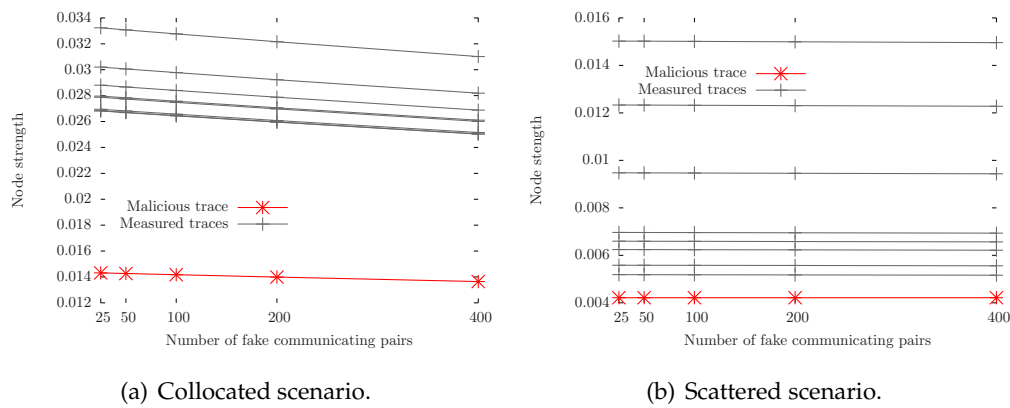 0.034
0.032
0.03
0.028
0.026
0.024
0.022
0.02
0.018
0.016
0.014
0.012
Node strength
Malicious trace
Measured traces
25 50 100 200 400
Number of fake communicating pairs
(a) Collocated scenario.
0.016
0.014
0.012
0.01
0.008
0.006
0.004
Node stength
Malicious trace
Measured traces
25 50 100 200 400
Number of fake communicating pairs
(b) Scattered scenario.